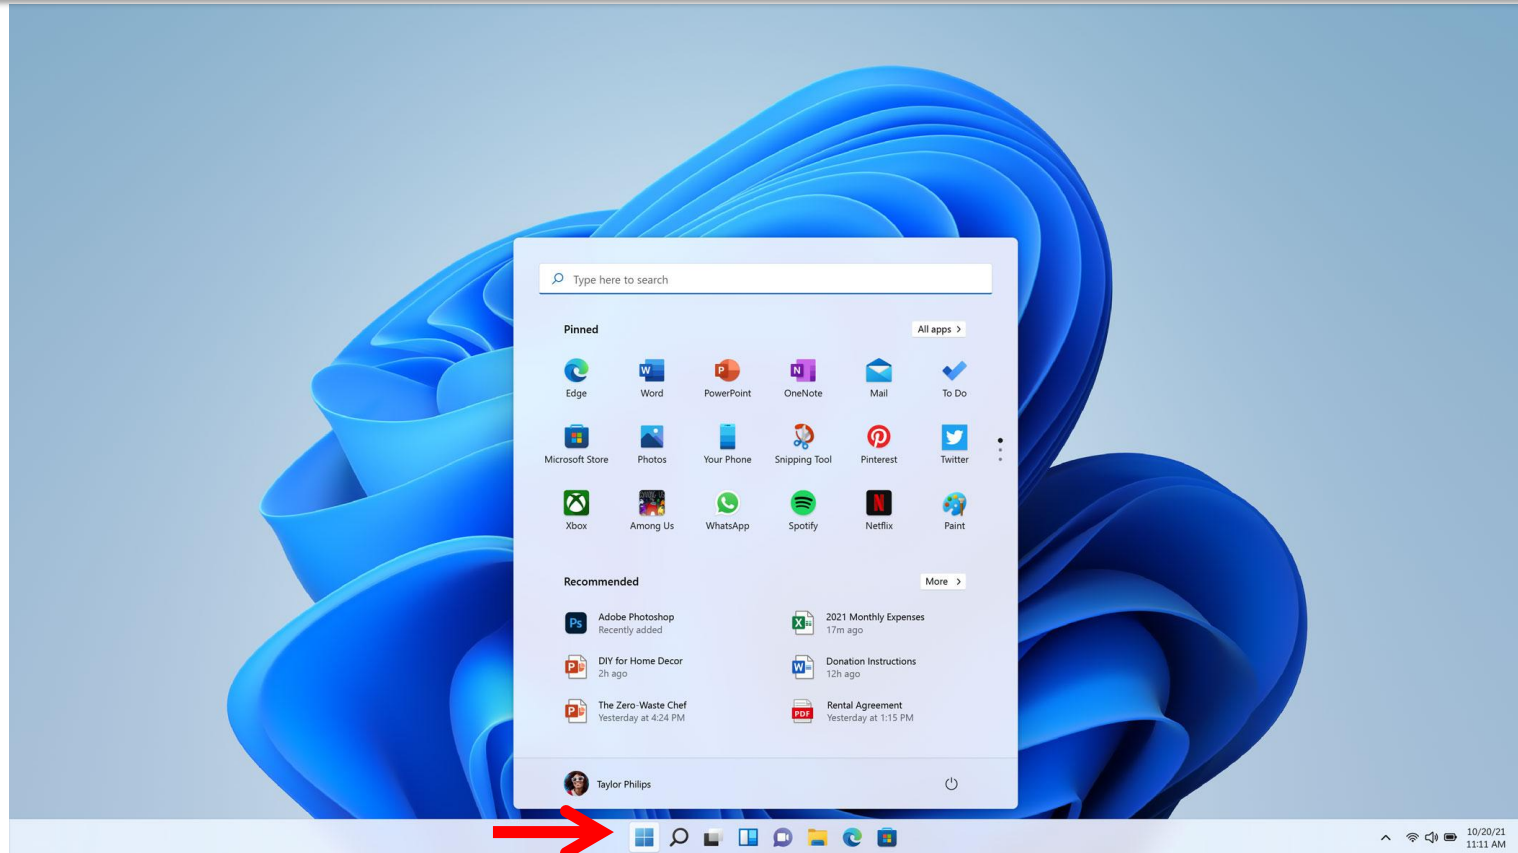 Type here to search
Pinned
All apps >
Edge
Word
PowerPoint
OneNote
Mail
To Do
Microsoft Store
Photos
Your Phone
Snipping Tool
Pinterest
Twitter
Xbox
Among Us
WhatsApp
Spotify
Netflix
Paint
Recommended
More >
Adobe Photoshop
Recently added
2021 Monthly Expenses
17m ago
DIY for Home Decor
2h ago
Donation Instructions
12h ago
The Zero-Waste Chef
Yesterday at 4:24 PM
Rental Agreement
Yesterday at 1:15 PM
Taylor Philips
10/20/21
11:11 AM